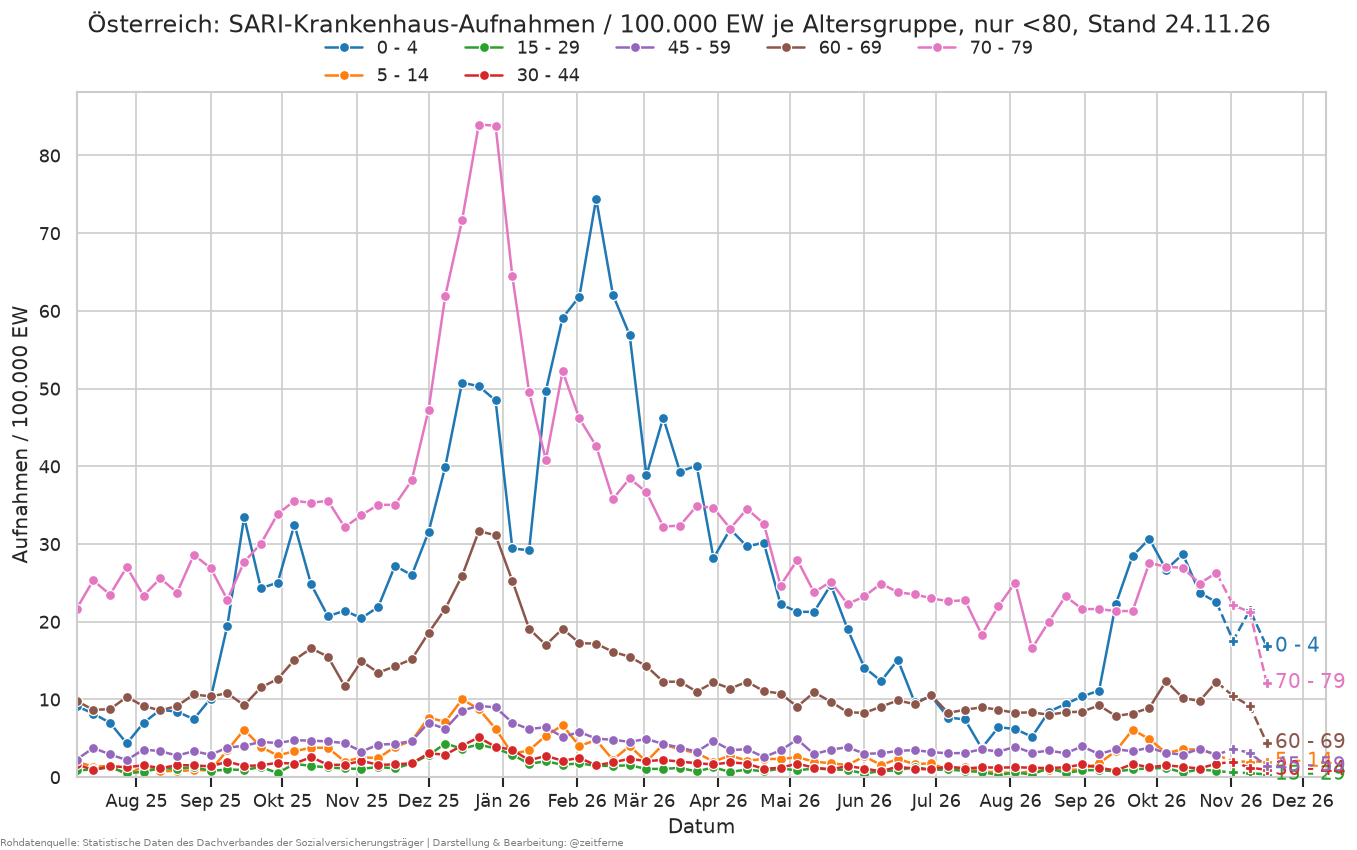 Österreich: SARI-Krankenhaus-Aufnahmen / 100.000 EW je Altersgruppe, nur <80, Stand 24.11.26
0 - 4 15 - 29 45 - 59 60 - 69 70 - 79
5 - 14 30 - 44
Aufnahmen / 100.000 EW
80
70
60
50
40
30
20
10
0
0 - 4
70 - 79
60 - 69
Aug 25 Sep 25 Okt 25 Nov 25 Dez 25 Jän 26 Feb 26 Mär 26 Apr 26 Mai 26 Jun 26 Jul 26 Aug 26 Sep 26 Okt 26 Nov 26 Dez 26
Datum
Rohdatenquelle: Statistische Daten des Dachverbandes der Sozialversicherungsträger | Darstellung & Bearbeitung: @zeitferne